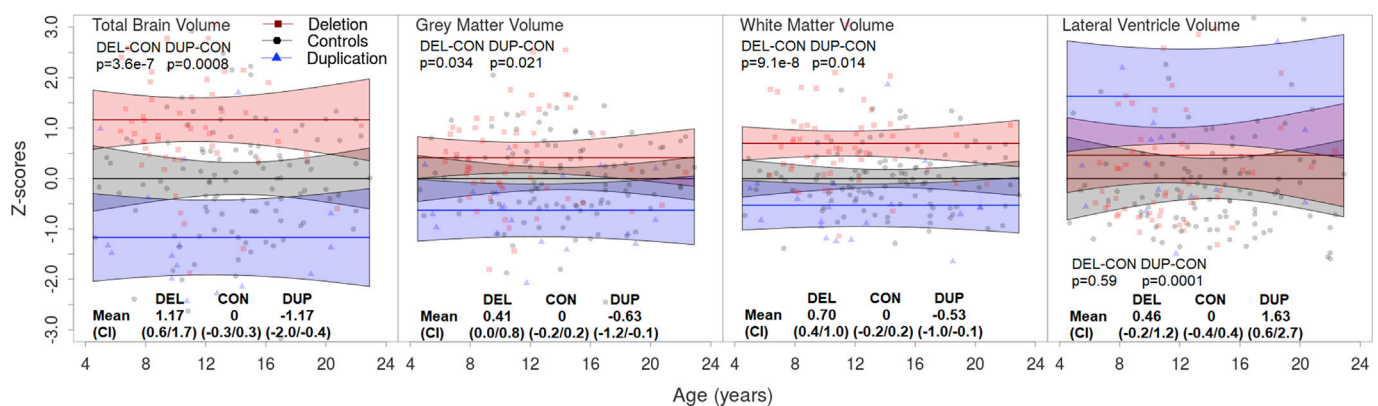 Total Brain Volume
Deletion
Controls
Duplication
DEL-CON DUP-CON
p=3.6e-7 p=0.0008
Grey Matter Volume
DEL-CON DUP-CON
p=0.034 p=0.021
White Matter Volume
DEL-CON DUP-CON
p=9.1e-8 p=0.014
Lateral Ventricle Volume
DEL-CON DUP-CON
p=0.59 p=0.0001
Z-scores
3.0
2.0
1.0
0.0
-1.0
-2.0
-3.0
DEL CON DUP
Mean 1.17 0 -1.17
(CI) (0.6/1.7) (-0.3/0.3) (-2.0/-0.4)
DEL CON DUP
Mean 0.41 0 -0.63
(CI) (0.0/0.8) (-0.2/0.2) (-1.2/-0.1)
DEL CON DUP
Mean 0.70 0 -0.53
(CI) (0.4/1.0) (-0.2/0.2) (-1.0/-0.1)
DEL CON DUP
Mean 0.46 0 1.63
(CI) (-0.2/1.2) (-0.4/0.4) (0.6/2.7)
4 8 12 16 20 24
4 8 12 16 20 24
4 8 12 16 20 24
4 8 12 16 20 24
Age (years)